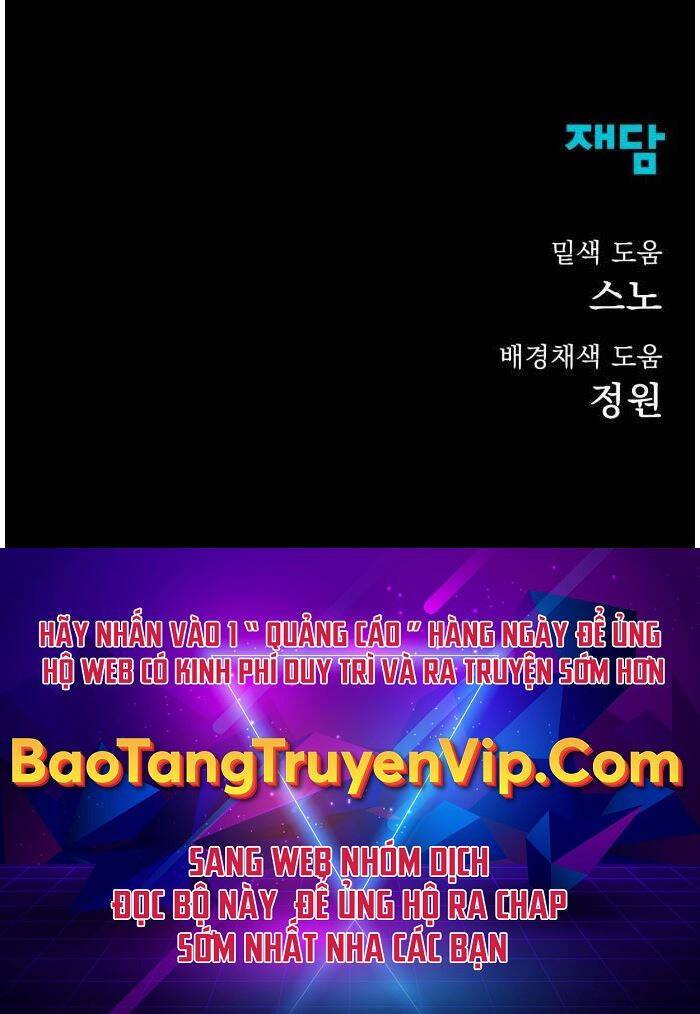 재담
밑색 도움
스노
배경채색 도움
정원
HÃY NHẤN VÀO 1 “ QUẢNG CÁO ” HÀNG NGÀY ĐỂ ỦNG
HỘ WEB CÓ KINH PHÍ DUY TRÌ VÀ RA TRUYỆN SỚM HƠN
BaoTangTruyenVip.Com
SANG WEB NHÓM DỊCH
ĐỌC BỘ NÀY ĐỂ ỦNG HỘ RA CHAP
SỚM NHẤT NHA CÁC BẠN